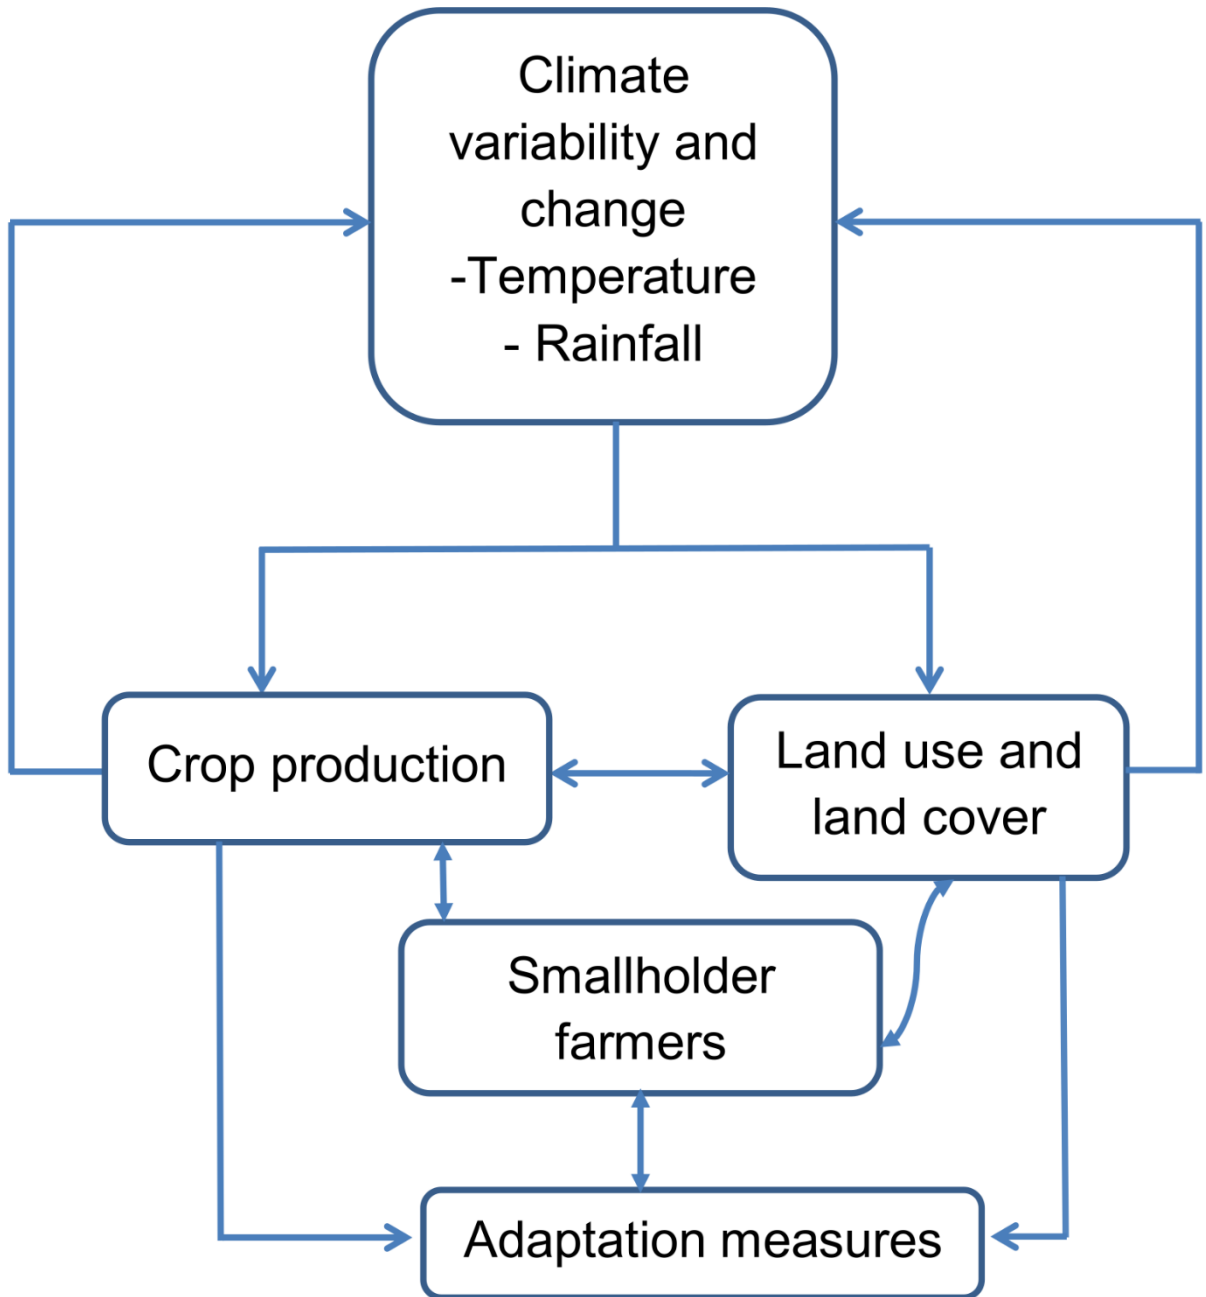 Climate
variability and
change
-Temperature
- Rainfall
Crop production
Land use and
land cover
Smallholder
farmers
Adaptation measures